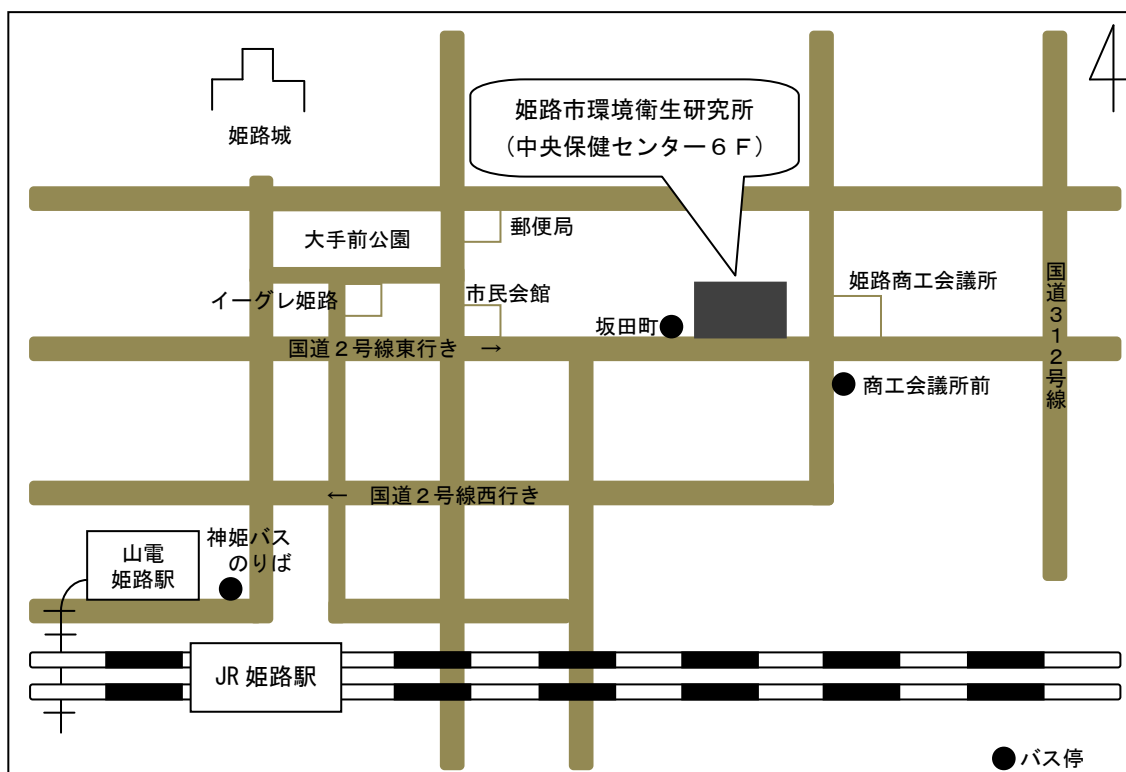 姫路城
姫路市環境衛生研究所
(中央保健センター６Ｆ)
郵便局
大手前公園
イーグレ姫路
市民会館
坂田町
姫路商工会議所
国道３１２号線
国道２号線東行き →
商工会議所前
← 国道２号線西行き
山電
姫路駅
神姫バス
のりば
JR 姫路駅
バス停